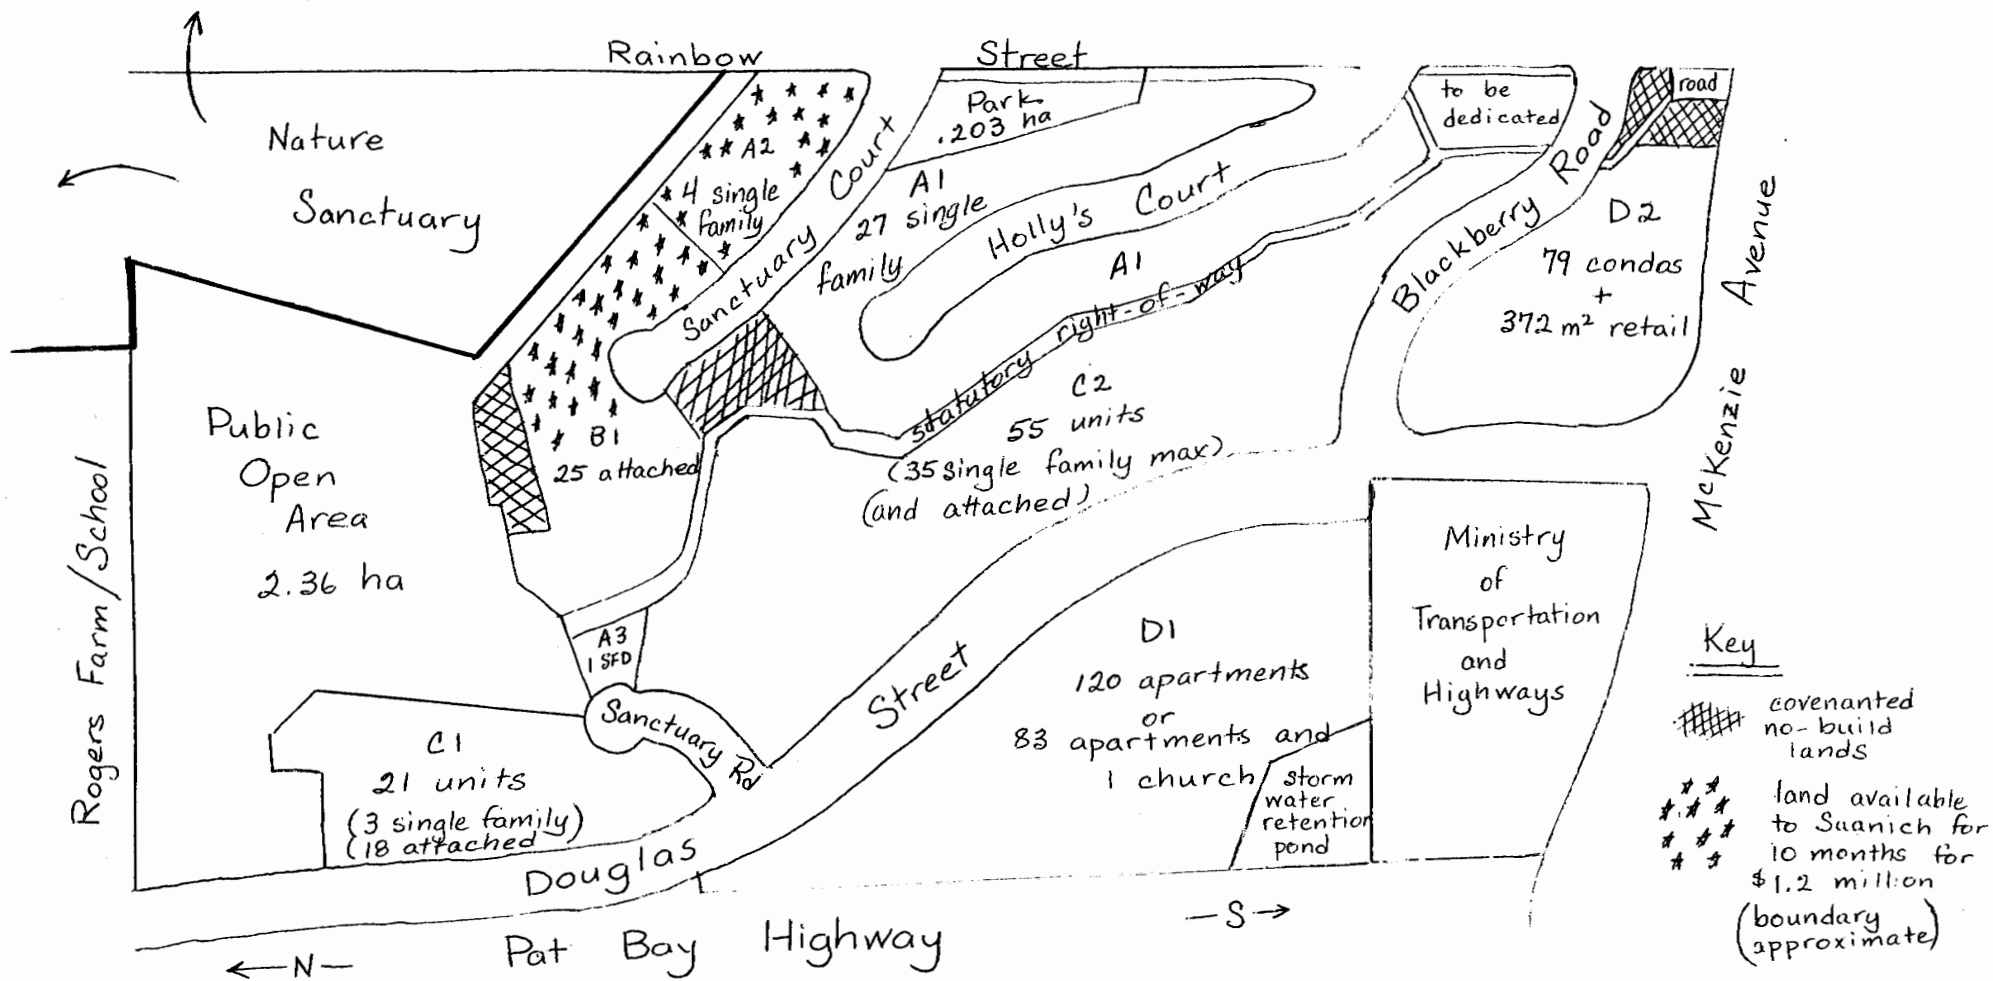 Rainbow Street
Nature
Sanctuary
A2
4 single
family
Sanctuary Court
Park
.203 ha
A1
27 single
family
Holly's Court
A1
statutory right-of-way
to be
dedicated
Blackberry Road
road
D2
79 condas
+
372 m² retail
McKenzie Avenue
Public
Open
Area
2.36 ha
Rogers Farm/School
B1
25 attached
C2
55 units
(35 single family max)
(and attached)
A3
1 SFD
Sanctuary Rd
C1
21 units
(3 single family)
(18 attached
Douglas Street
D1
120 apartments
or
83 apartments and
1 church
storm
water
retention
pond
Ministry
of
Transportation
and
Highways
Key
covenanted
no-build
lands
land available
to Saanich for
10 months for
$1.2 million
(boundary
approximate)
Pat Bay Highway
←N—
—S→